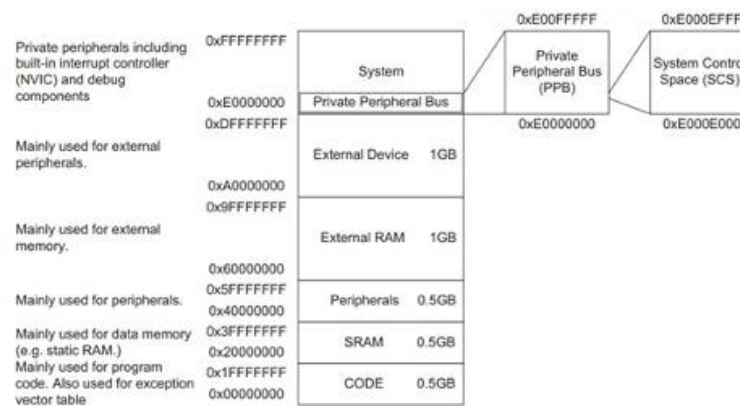 0xE00FFFFF
0xE000EFFF
Private peripherals including
built-in interrupt controller
(NVIC) and debug
components
0xFFFFFFFF
System
Private
Peripheral Bus
(PPB)
System Contro
Space (SCS)
0xE0000000
Private Peripheral Bus
0xE0000000
0xE000E000
0xDFFFFFFF
Mainly used for external
peripherals.
External Device 1GB
0xA0000000
0x9FFFFFFF
Mainly used for external
memory.
External RAM 1GB
0x60000000
Mainly used for peripherals.
0x5FFFFFFF
Peripherals 0.5GB
0x40000000
Mainly used for data memory
(e.g. static RAM.)
0x3FFFFFFF
SRAM 0.5GB
0x20000000
Mainly used for program
code. Also used for exception
vector table
0x1FFFFFFF
CODE 0.5GB
0x00000000